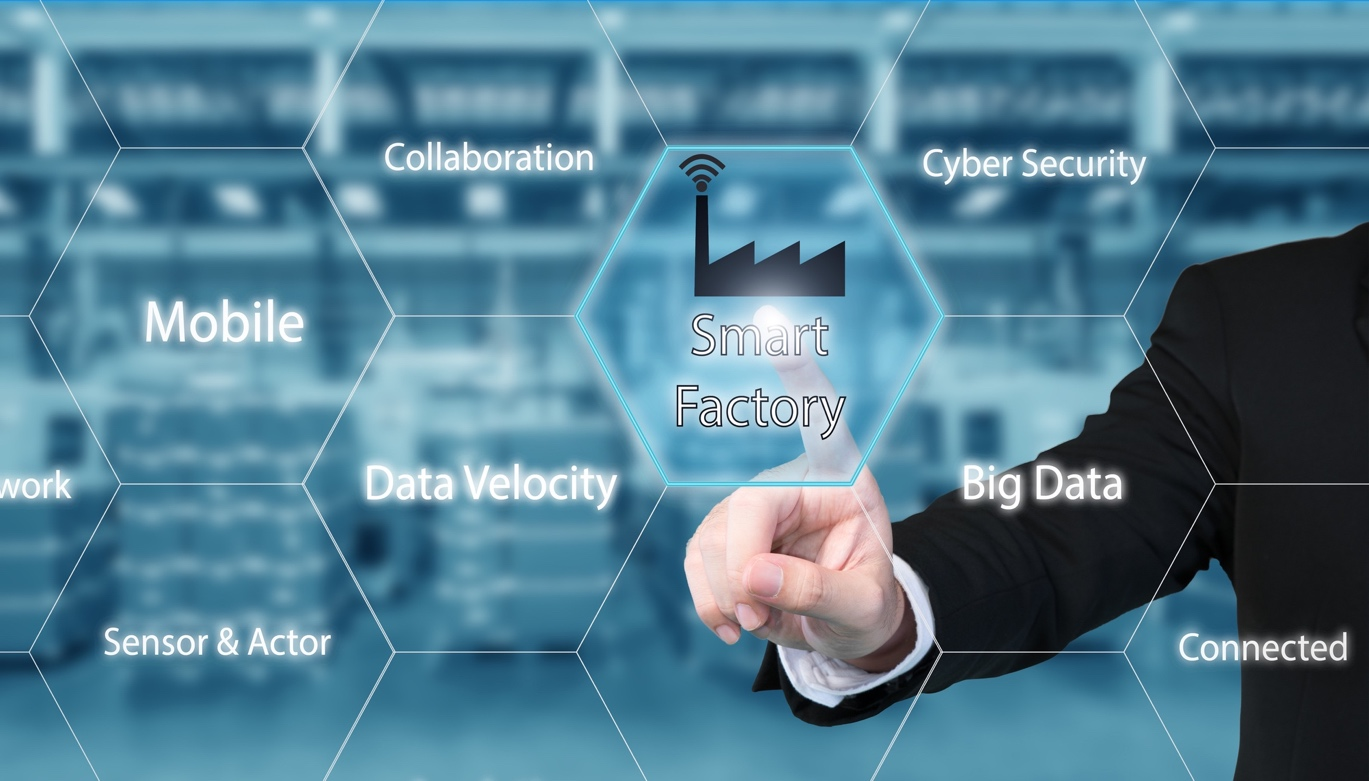 Collaboration
Cyber Security
Mobile
Smart
Factory
work
Data Velocity
Big Data
Sensor & Actor
Connected